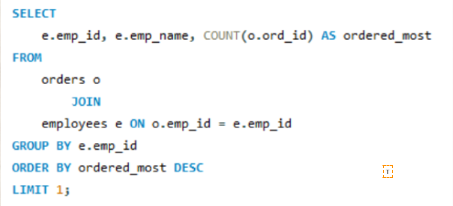 SELECT
e.emp_id, e.emp_name, COUNT(o.ord_id) AS ordered_most
FROM
orders o
JOIN
employees e ON o.emp_id = e.emp_id
GROUP BY e.emp_id
ORDER BY ordered_most DESC
LIMIT 1;